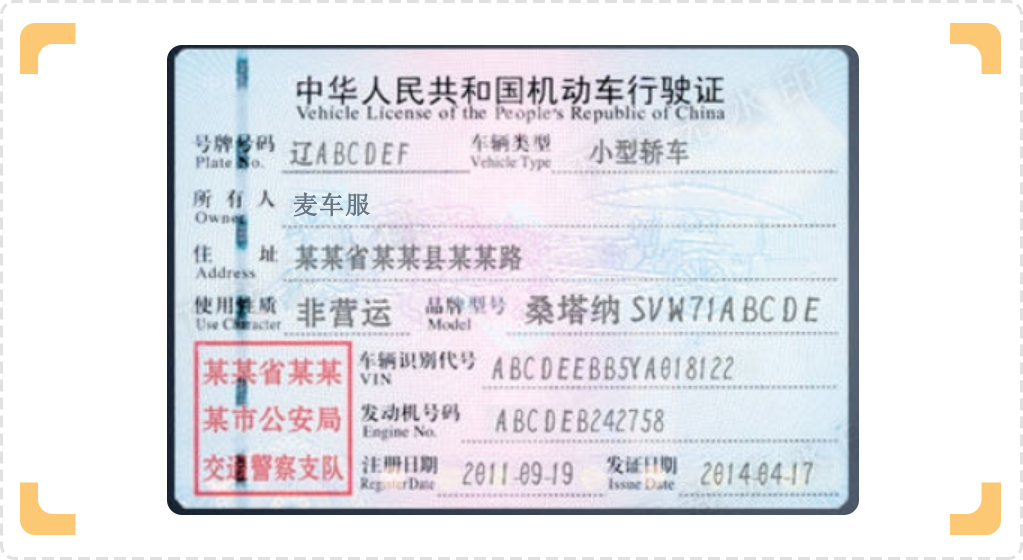 中华人民共和国机动车行驶证
Vehicle License of the People's Republic of China
号牌号码 辽ABCDEF 车辆类型 小型轿车
Plate No. Vehicle Type
所有人 麦车服
Owner
住址 某某省某某县某某路
Address
使用性质 非营运 品牌型号 桑塔纳 SVW71ABCDE
Use Character Model
某某省某某 车辆识别代号 ABCDEEBB5YA018122
VIN
某市公安局 发动机号码 ABCDEB242758
Engine No.
交通警察支队 注册日期 2011-09-19 发证日期 2014-04-17
Register Date Issue Date